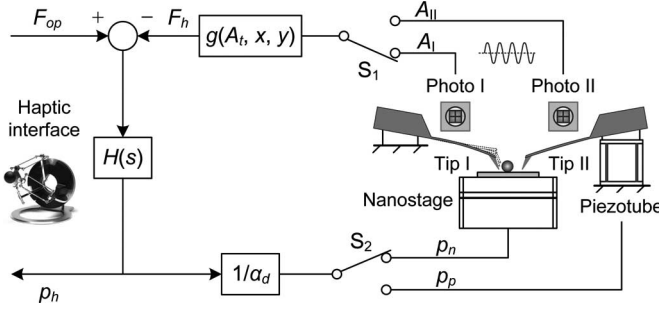 F_op
+
−
F_h
g(A_t, x, y)
S_1
A_II
A_I
Photo I
Photo II
Haptic
interface
H(s)
Tip I
Tip II
Nanostage
Piezotube
p_h
1/α_d
S_2
p_n
p_p